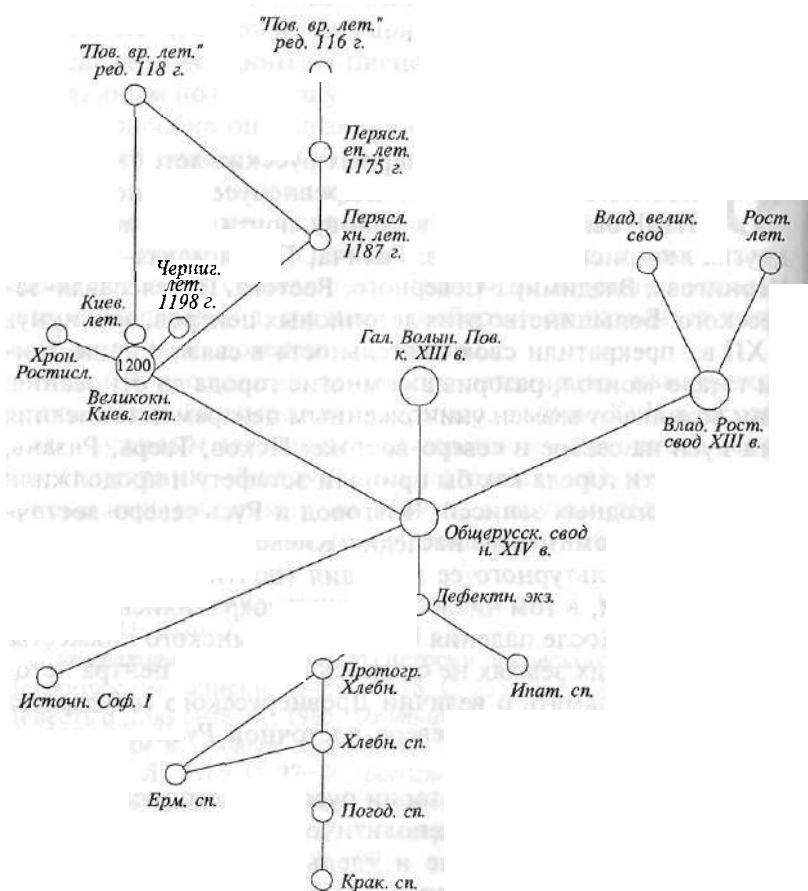 "Пов. вр. лет."
ред. 118 г.
"Пов. вр. лет."
ред. 116 г.
Перясл.
еп. лет.
1175 г.
Перясл.
кн. лет.
1187 г.
Влад. велик.
свод
Рост.
лет.
Черниг.
лет.
1198 г.
Киев.
лет.
Хрон.
Ростисл.
1200
Великокн.
Киев. лет.
Гал. Волын. Пов.
к. XIII в.
Влад. Рост.
свод XIII в.
Общерусск. свод
н. XIV в.
Дефектн. экз.
Источн. Соф. I
Ипат. сп.
Протогр.
Хлебн.
Хлебн. сп.
Ерм. сп.
Погод. сп.
Крак. сп.